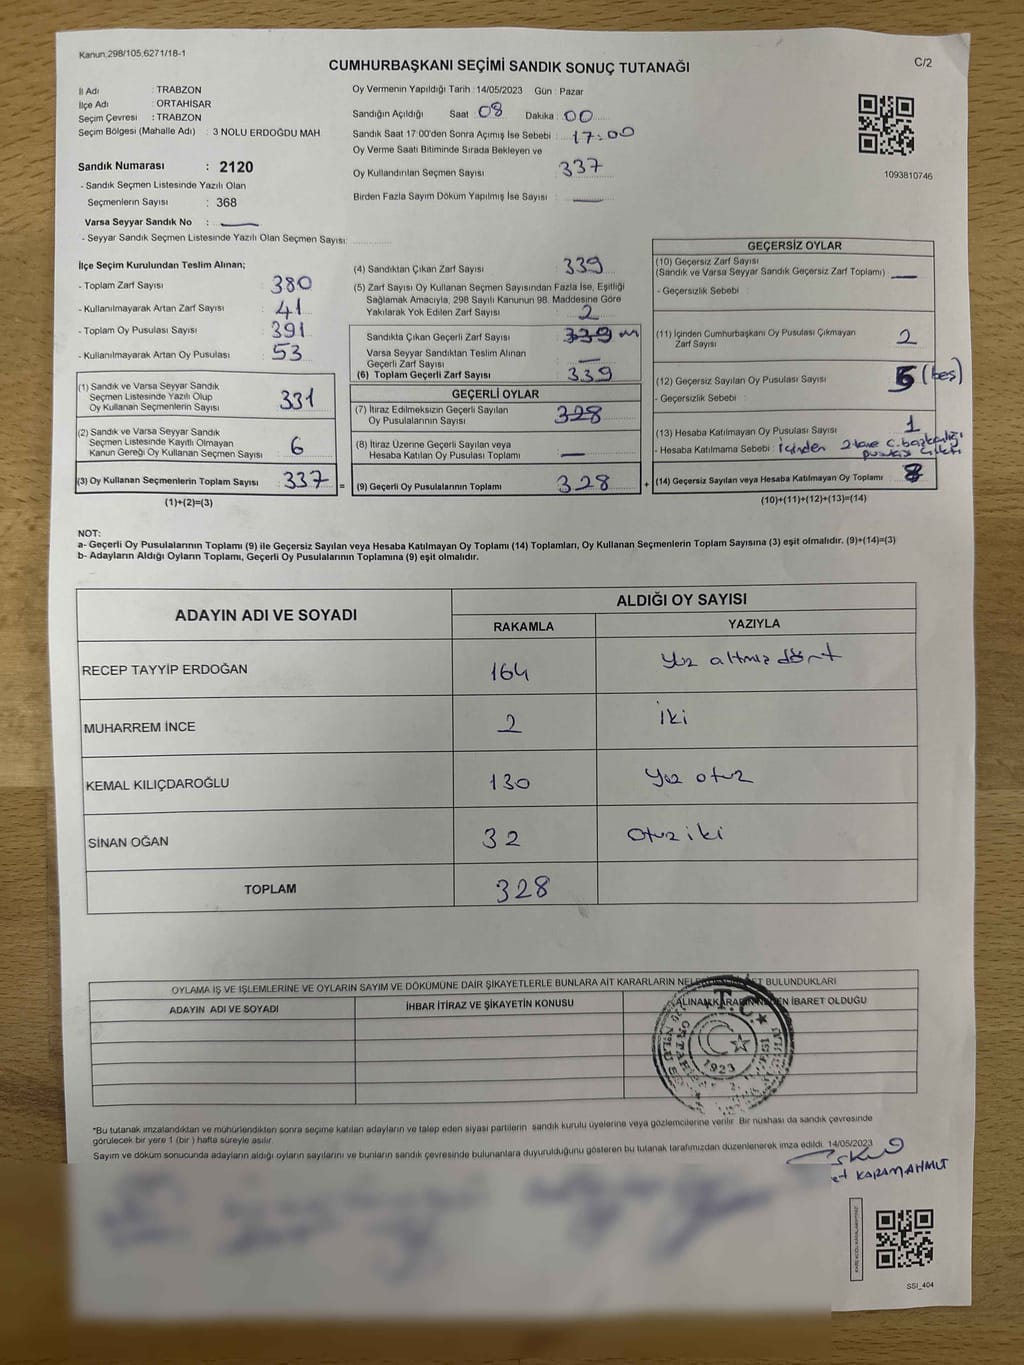 Kanun,298/105,6271/18-1
C/2
CUMHURBAŞKANI SEÇİMİ SANDIK SONUÇ TUTANAĞI
İl Adı : TRABZON
İlçe Adı : ORTAHİSAR
Seçim Çevresi : TRABZON
Seçim Bölgesi (Mahalle Adı) : 3 NOLU ERDOĞDU MAH
Sandık Numarası : 2120
- Sandık Seçmen Listesinde Yazılı Olan
Seçmenlerin Sayısı : 368
Varsa Seyyar Sandık No : —
- Seyyar Sandık Seçmen Listesinde Yazılı Olan Seçmen Sayısı:
Oy Vermenin Yapıldığı Tarih : 14/05/2023 Gün : Pazar
Sandığın Açıldığı Saat : 08 Dakika : 00
Sandık Saat 17:00'den Sonra Açımış İse Sebebi : 17:00
Oy Verme Saati Bitiminde Sırada Bekleyen ve
Oy Kullandırılan Seçmen Sayısı : 337
Birden Fazla Sayım Döküm Yapılmış İse Sayısı : —
1093810746
İlçe Seçim Kurulundan Teslim Alınan;
- Toplam Zarf Sayısı : 380
- Kullanılmayarak Artan Zarf Sayısı : 41
- Toplam Oy Pusulası Sayısı : 391
- Kullanılmayarak Artan Oy Pusulası : 53
(1) Sandık ve Varsa Seyyar Sandık
Seçmen Listesinde Yazılı Olup
Oy Kullanan Seçmenlerin Sayısı : 331
(2) Sandık ve Varsa Seyyar Sandık
Seçmen Listesinde Kayıtlı Olmayan
Kanun Gereği Oy Kullanan Seçmen Sayısı : 6
(3) Oy Kullanan Seçmenlerin Toplam Sayısı : 337 =
(1)+(2)=(3)
(4) Sandıktan Çıkan Zarf Sayısı : 339
(5) Zarf Sayısı Oy Kullanan Seçmen Sayısından Fazla İse, Eşitliği
Sağlamak Amacıyla, 298 Sayılı Kanunun 98. Maddesine Göre
Yakılarak Yok Edilen Zarf Sayısı : 2
Sandıkta Çıkan Geçerli Zarf Sayısı : 339
Varsa Seyyar Sandıktan Teslim Alınan
Geçerli Zarf Sayısı : —
(6) Toplam Geçerli Zarf Sayısı : 339
GEÇERLİ OYLAR
(7) İtiraz Edilmeksizin Geçerli Sayılan
Oy Pusulalarının Sayısı : 328
(8) İtiraz Üzerine Geçerli Sayılan veya
Hesaba Katılan Oy Pusulaları Toplamı : —
(9) Geçerli Oy Pusulalarının Toplamı : 328 +
GEÇERSİZ OYLAR
(10) Geçersiz Zarf Sayısı
(Sandık ve Varsa Seyyar Sandık Geçersiz Zarf Toplamı) : —
- Geçersizlik Sebebi :
(11) İçinden Cumhurbaşkanı Oy Pusulası Çıkmayan
Zarf Sayısı : 2
(12) Geçersiz Sayılan Oy Pusulası Sayısı : 5 (beş)
- Geçersizlik Sebebi :
(13) Hesaba Katılmayan Oy Pusulası Sayısı : 1
- Hesaba Katılmama Sebebi : İçinden 2 tane C.başkanlığı
pusulası çıktı
(14) Geçersiz Sayılan veya Hesaba Katılmayan Oy Toplamı :
(10)+(11)+(12)+(13)=(14)
NOT:
a- Geçerli Oy Pusulalarının Toplamı (9) ile Geçersiz Sayılan veya Hesaba Katılmayan Oy Toplamı (14) Toplamları, Oy Kullanan Seçmenlerin Toplam Sayısına (3) eşit olmalıdır. (9)+(14)=(3)
b- Adayların Aldığı Oyların Toplamı, Geçerli Oy Pusulalarının Toplamına (9) eşit olmalıdır.
ADAYIN ADI VE SOYADI
ALDIĞI OY SAYISI
RAKAMLA YAZIYLA
RECEP TAYYİP ERDOĞAN 164 Yüz altmış dört
MUHARREM İNCE 2 İki
KEMAL KILIÇDAROĞLU 130 Yüz otuz
SİNAN OĞAN 32 Otuz iki
TOPLAM 328
OYLAMA İŞ VE İŞLEMLERİNE VE OYLARIN SAYIM VE DÖKÜMÜNE DAİR ŞİKAYETLERLE BUNLARA AİT KARARLARIN NELERDEN İBARET BULUNDUKLARI
ADAYIN ADI VE SOYADI İHBAR İTİRAZ VE ŞİKAYETİN KONUSU ALINAN KARARIN NEDEN İBARET OLDUĞU
T.C.
1923
*Bu tutanak imzalandıktan ve mühürlendikten sonra seçime katılan adayların ve talep eden siyasi partilerin sandık kurulu üyelerine veya gözlemcilerine verilir. Bir nüshası da sandık çevresinde
görülecek bir yere 1 (bir ) hafta süreyle asılır.
Sayım ve döküm sonucunda adayların aldığı oyların sayılarını ve bunların sandık çevresinde bulunanlara duyurulduğunu gösteren bu tutanak tarafımızdan düzenlenerek imza edildi. 14/05/2023
KARAMAHMUT
SSI_404